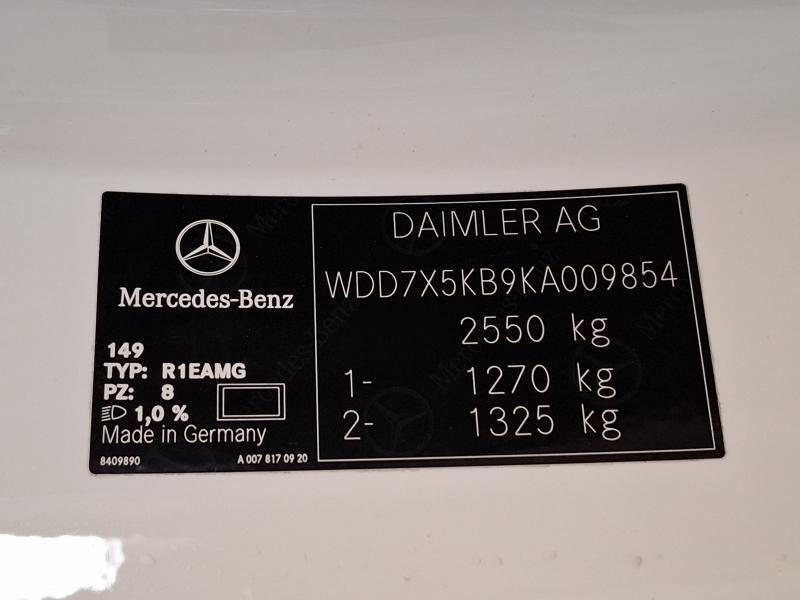 Mercedes-Benz
149
TYP: R1EAMG
PZ: 8
1,0 %
Made in Germany
8409890 A 007 817 09 20
DAIMLER AG
WDD7X5KB9KA009854
2550 kg
1- 1270 kg
2- 1325 kg